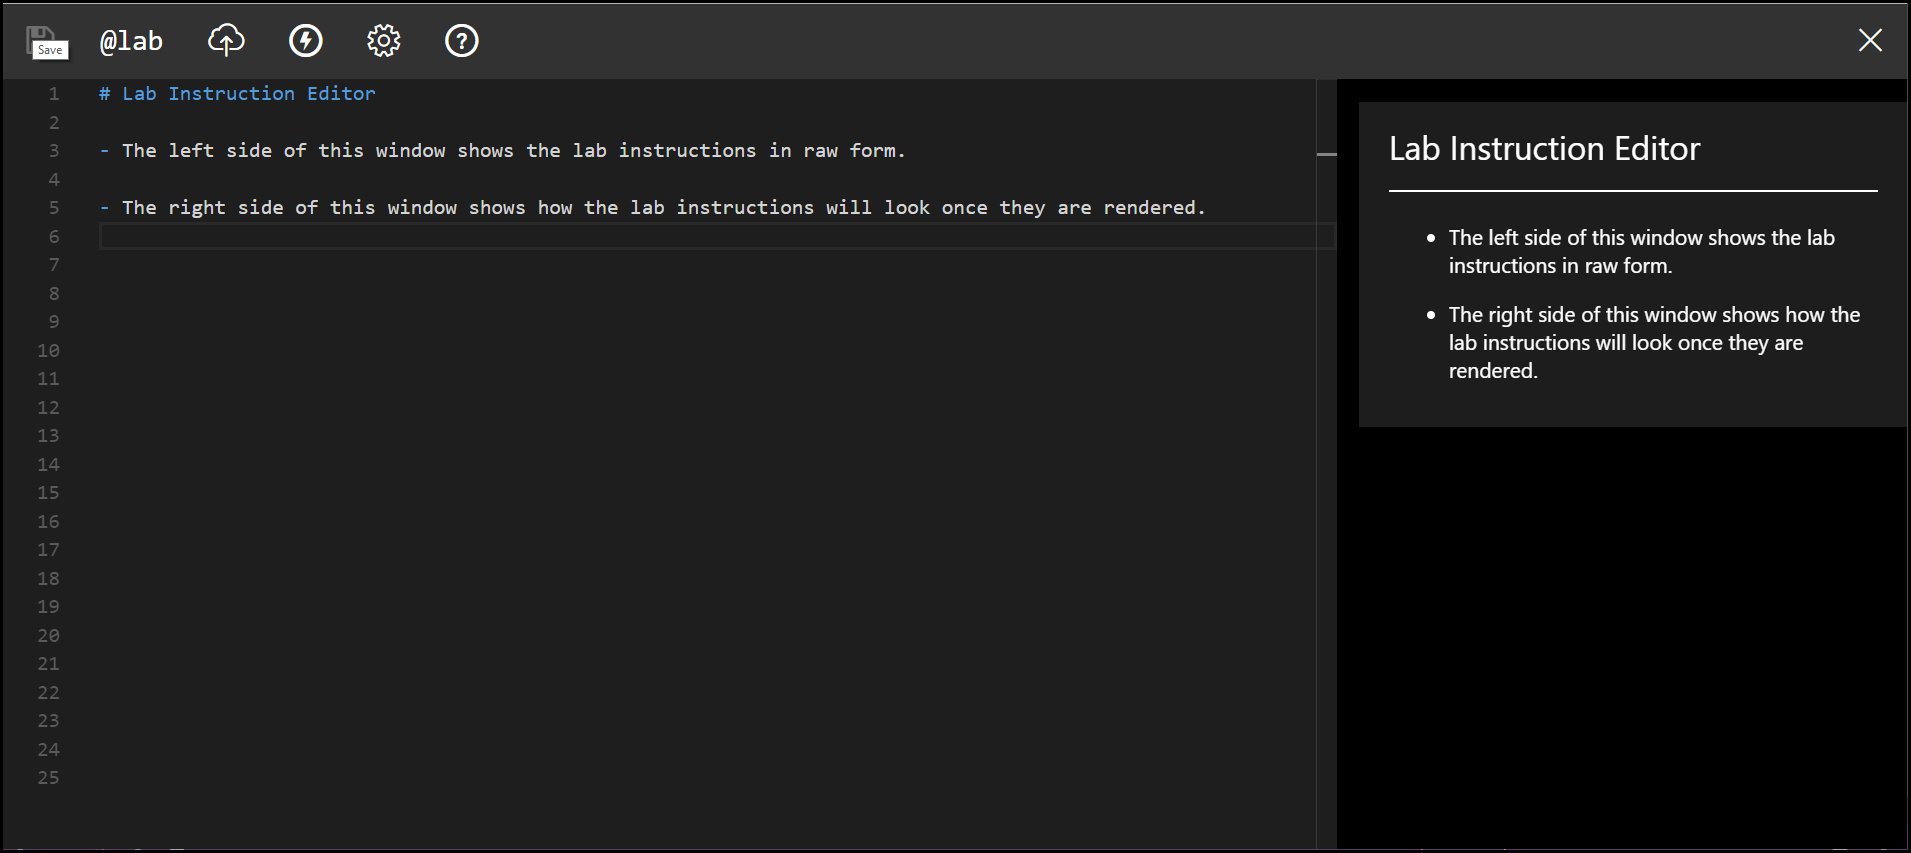 Save @lab
1 # Lab Instruction Editor
2
3 - The left side of this window shows the lab instructions in raw form.
4
5 - The right side of this window shows how the lab instructions will look once they are rendered.
6
7
8
9
10
11
12
13
14
15
16
17
18
19
20
21
22
23
24
25
Lab Instruction Editor
• The left side of this window shows the lab
instructions in raw form.
• The right side of this window shows how the
lab instructions will look once they are
rendered.